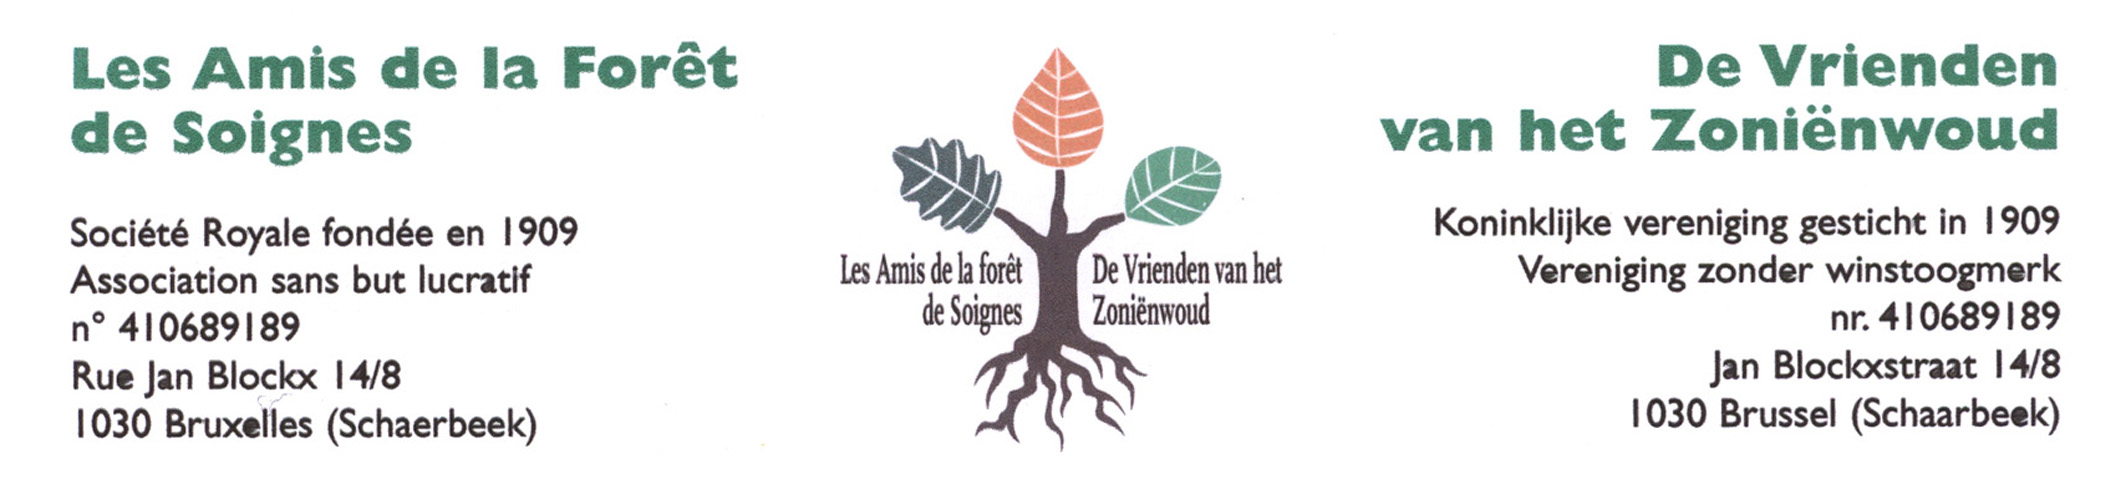 Les Amis de la Forêt
de Soignes
Société Royale fondée en 1909
Association sans but lucratif
n° 410689189
Rue Jan Blockx 14/8
1030 Bruxelles (Schaerbeek)
Les Amis de la forêt
de Soignes
De Vrienden van het
Zoniënwoud
De Vrienden
van het Zoniënwoud
Koninklijke vereniging gesticht in 1909
Vereniging zonder winstoogmerk
nr. 410689189
Jan Blockxstraat 14/8
1030 Brussel (Schaarbeek)